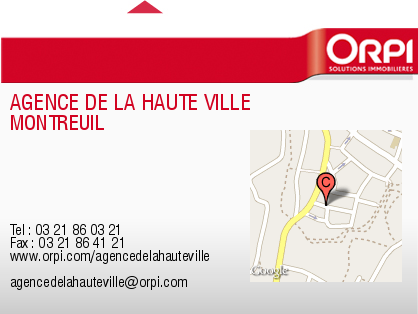 ORPI
SOLUTIONS IMMOBILIÈRES
AGENCE DE LA HAUTE VILLE
MONTREUIL
C
Tel : 03 21 86 03 21
Fax : 03 21 86 41 21
www.orpi.com/agencedelahauteville
Google
agencedelahauteville@orpi.com